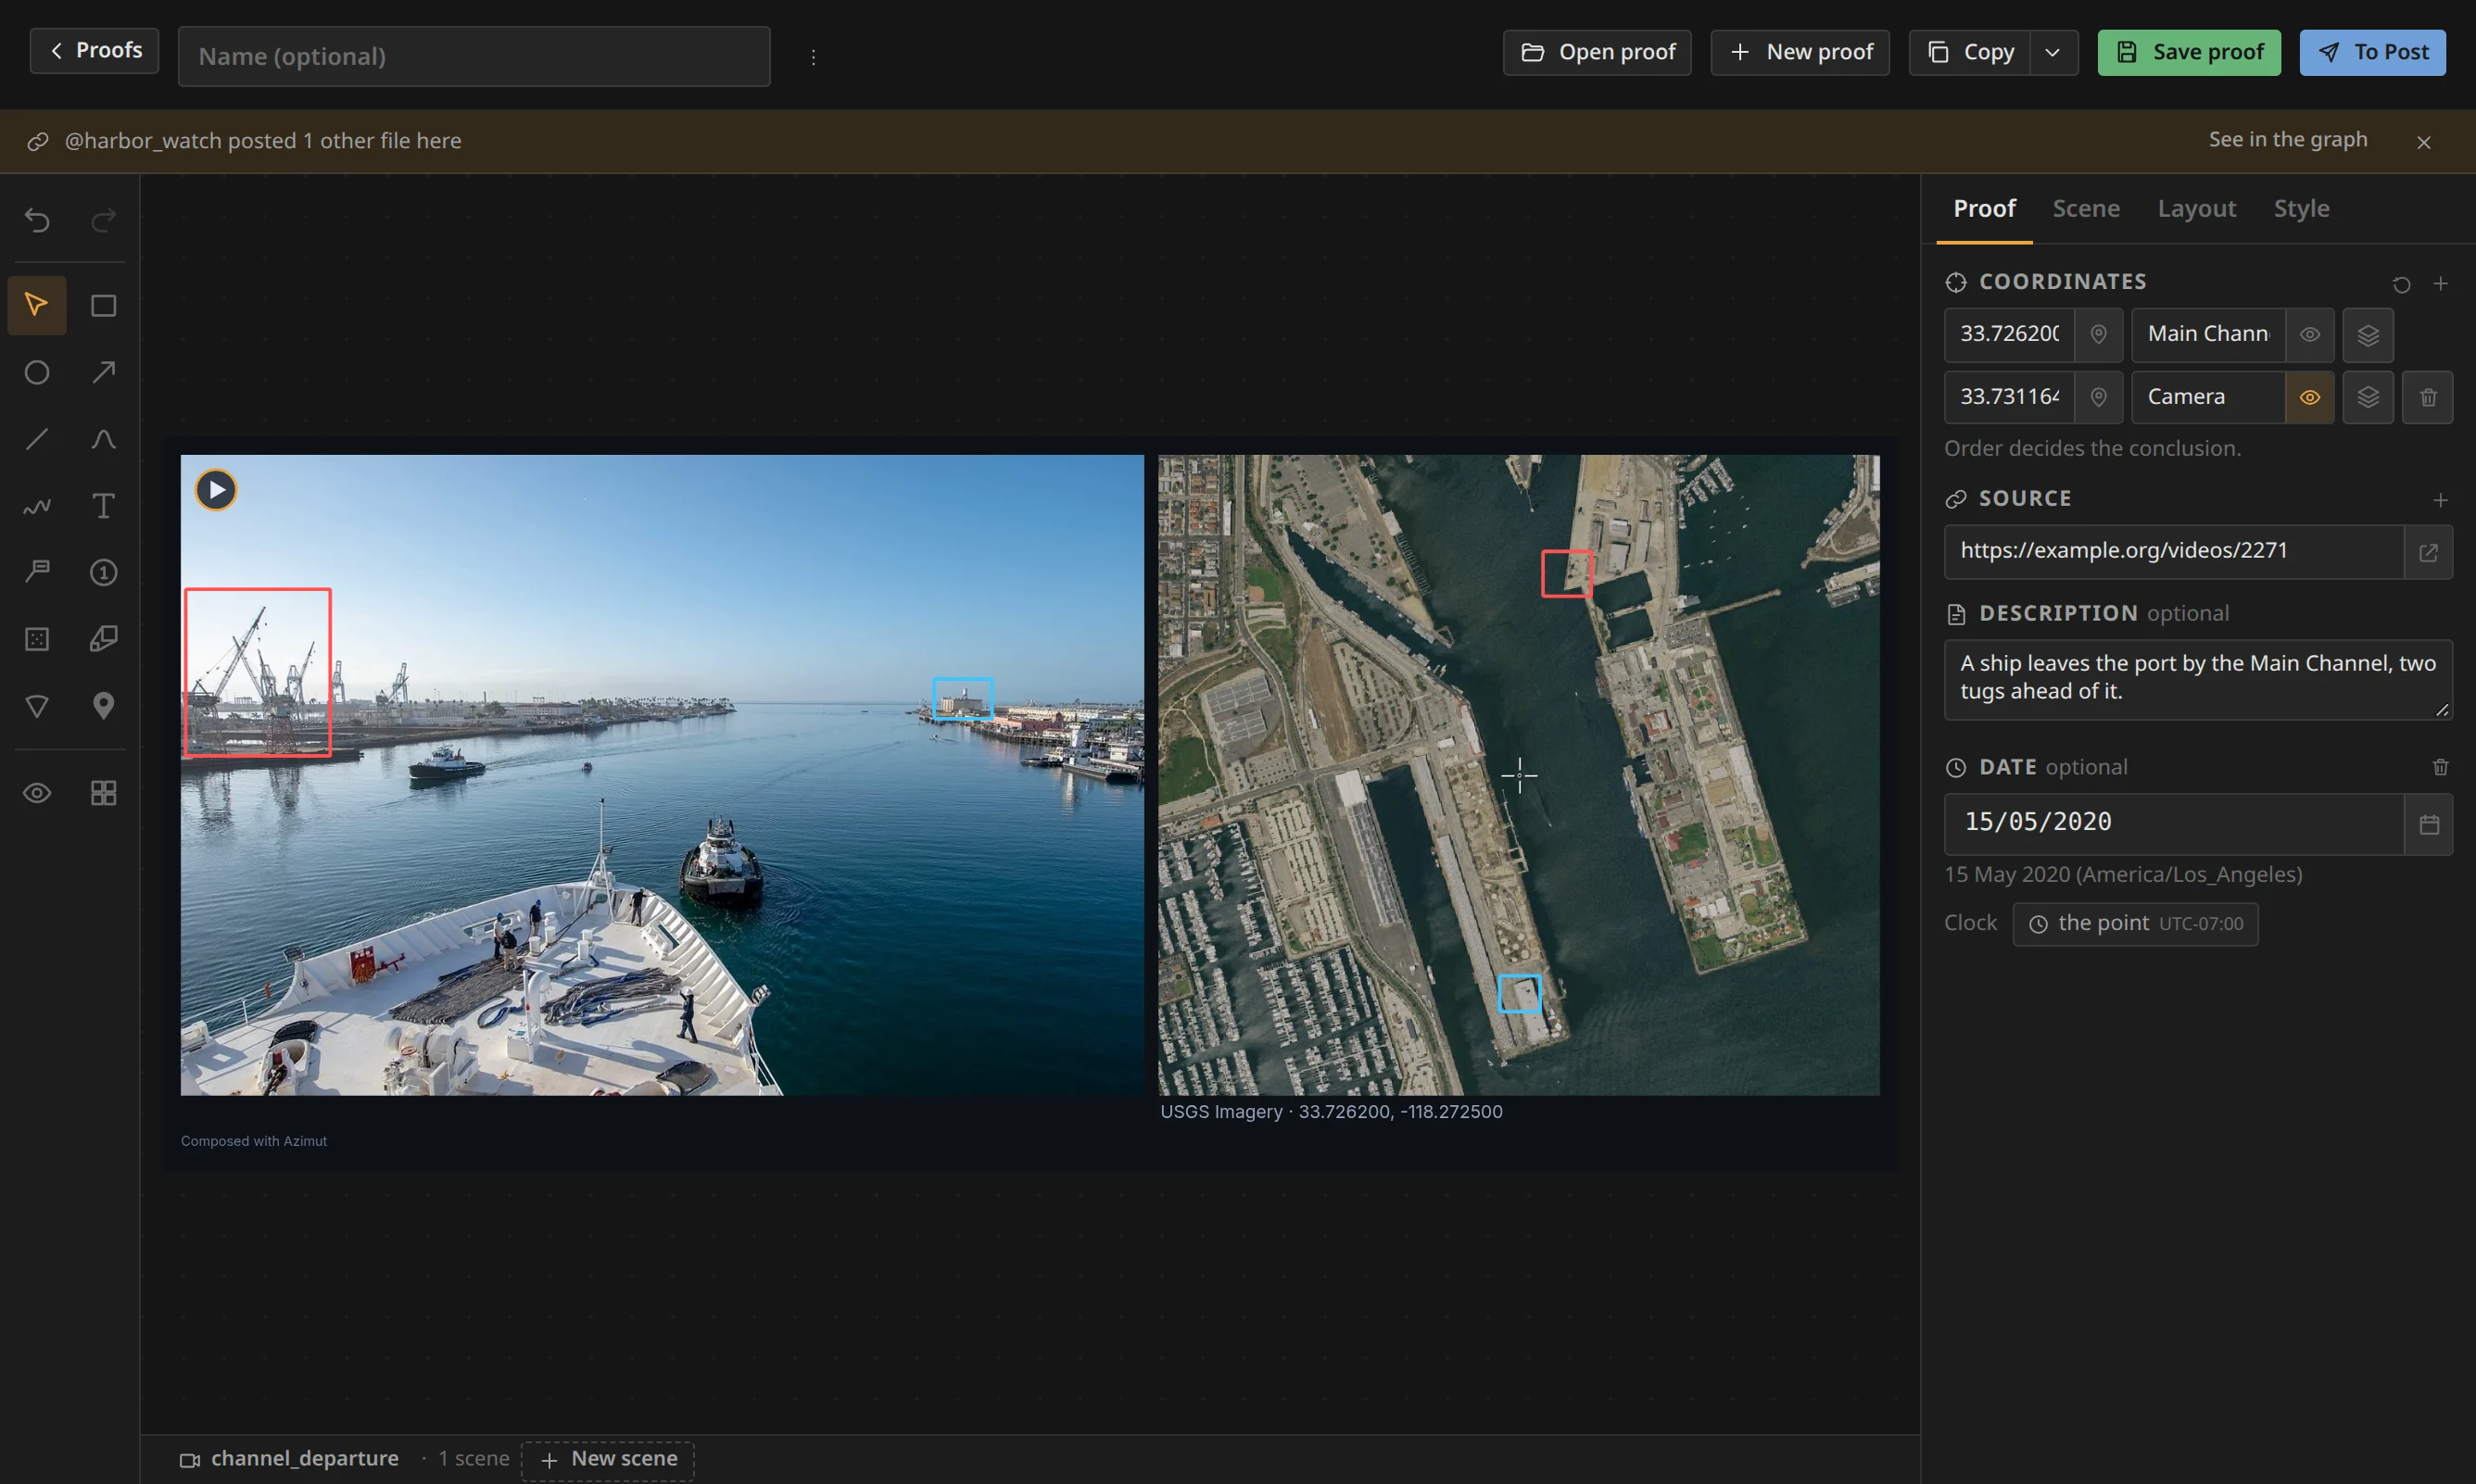 Proofs
Name (optional)
Open proof
New proof
Copy
Save proof
To Post
@harbor_watch posted 1 other file here
See in the graph
Proof
Scene
Layout
Style
COORDINATES
33.726200
Main Chann
33.731164
Camera
Order decides the conclusion.
SOURCE
https://example.org/videos/2271
DESCRIPTION optional
A ship leaves the port by the Main Channel, two
tugs ahead of it.
DATE optional
15/05/2020
15 May 2020 (America/Los_Angeles)
Clock
the point UTC-07:00
1
USGS Imagery · 33.726200, -118.272500
Composed with Azimut
channel_departure · 1 scene
New scene